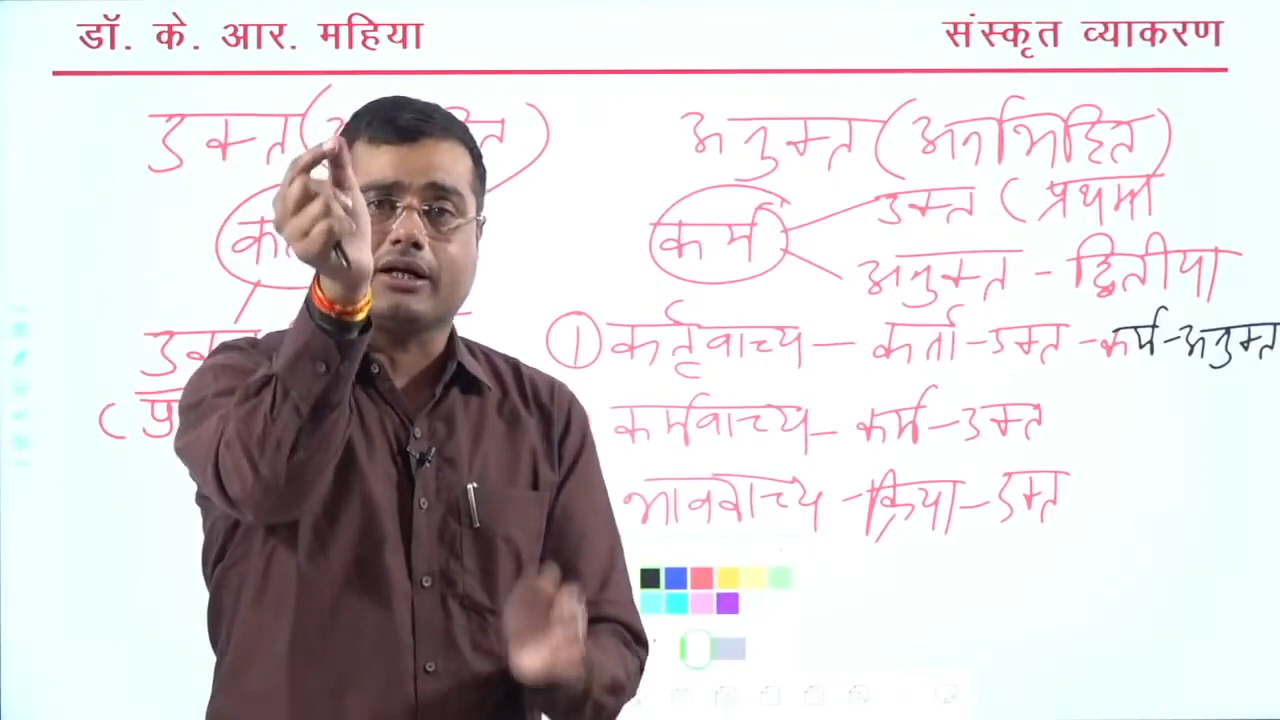 डॉ. के. आर. महिया
संस्कृत व्याकरण
उक्त (
अनुक्त (अनभिहित)
कर्म
उक्त (प्रथमा
अनुक्त - द्वितीया
① कर्तृवाच्य – कर्ता - उक्त - कर्म - अनुक्त
कर्मवाच्य – कर्म - उक्त
भाववाच्य - क्रिया - उक्त